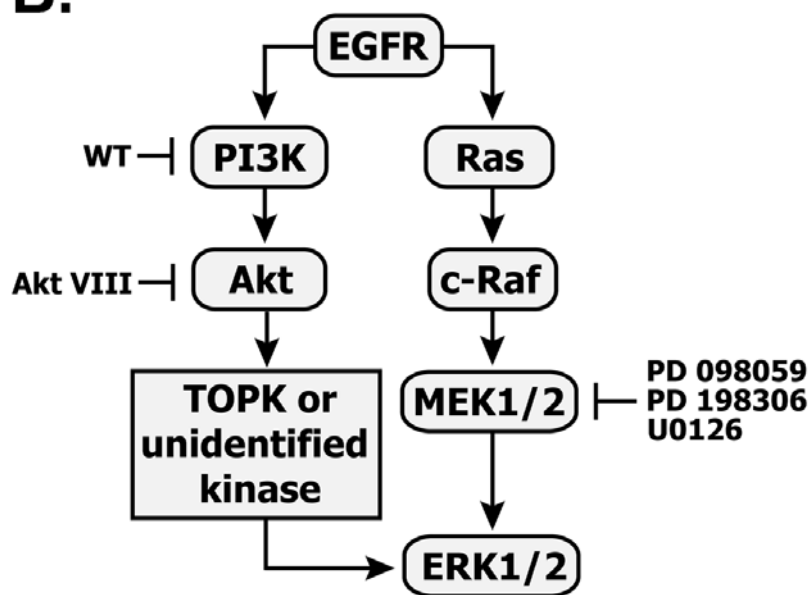 B.
EGFR
WT
PI3K
Ras
Akt VIII
Akt
c-Raf
TOPK or
unidentified
kinase
MEK1/2
PD 098059
PD 198306
U0126
ERK1/2